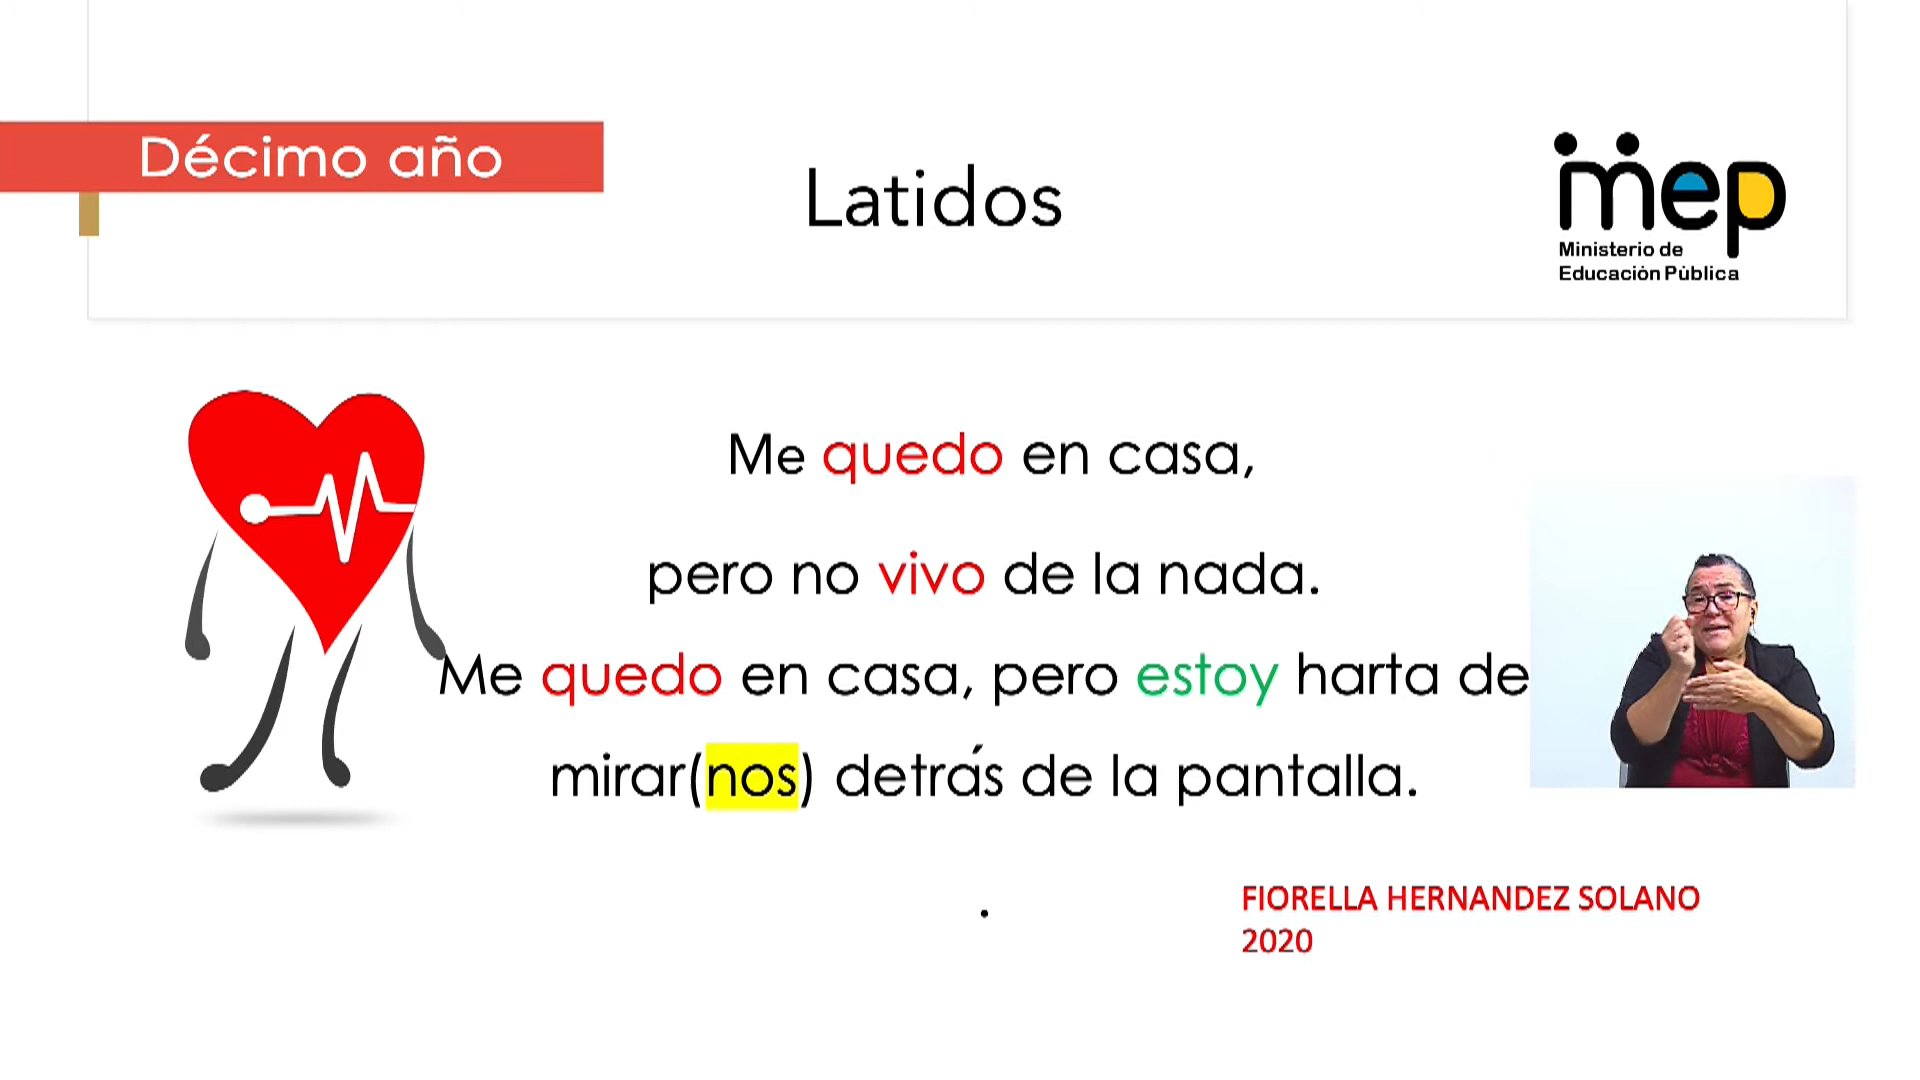 Décimo año
Latidos
mep
Ministerio de
Educación Pública
Me quedo en casa,
pero no vivo de la nada.
Me quedo en casa, pero estoy harta de
mirar(nos) detrás de la pantalla.
.
FIORELLA HERNANDEZ SOLANO
2020